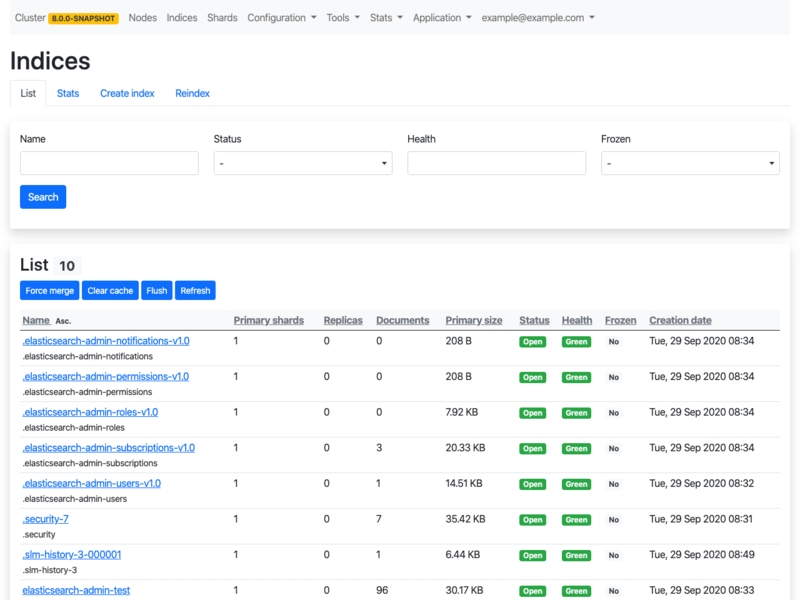 Cluster 8.0.0-SNAPSHOT Nodes Indices Shards Configuration Tools Stats Application example@example.com
Indices
List Stats Create index Reindex
Name Status Health Frozen
- -
Search
List 10
Force merge Clear cache Flush Refresh
Name Asc. Primary shards Replicas Documents Primary size Status Health Frozen Creation date
.elasticsearch-admin-notifications-v1.0 1 0 0 208 B Open Green No Tue, 29 Sep 2020 08:34
.elasticsearch-admin-notifications
.elasticsearch-admin-permissions-v1.0 1 0 0 208 B Open Green No Tue, 29 Sep 2020 08:34
.elasticsearch-admin-permissions
.elasticsearch-admin-roles-v1.0 1 0 0 7.92 KB Open Green No Tue, 29 Sep 2020 08:34
.elasticsearch-admin-roles
.elasticsearch-admin-subscriptions-v1.0 1 0 3 20.33 KB Open Green No Tue, 29 Sep 2020 08:34
.elasticsearch-admin-subscriptions
.elasticsearch-admin-users-v1.0 1 0 1 14.51 KB Open Green No Tue, 29 Sep 2020 08:32
.elasticsearch-admin-users
.security-7 1 0 7 35.42 KB Open Green No Tue, 29 Sep 2020 08:31
.security
.slm-history-3-000001 1 0 1 6.44 KB Open Green No Tue, 29 Sep 2020 08:49
.slm-history-3
elasticsearch-admin-test 1 0 96 30.17 KB Open Green No Tue, 29 Sep 2020 08:33